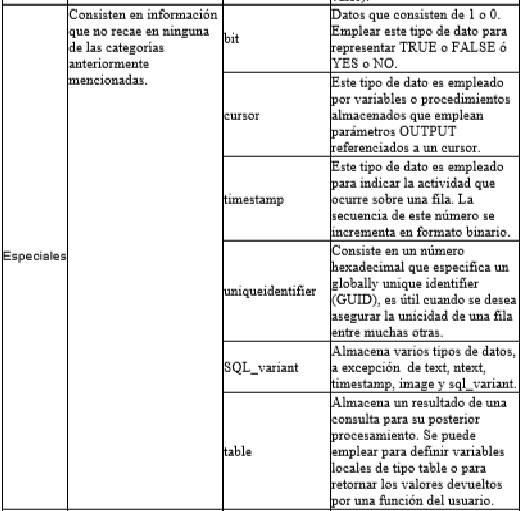 Consisten en información
que no recae en ninguna
de las categorias
anteriormente
mencionadas.
bit
Datos que consisten de 1 o 0.
Emplear este tipo de dato para
representar TRUE o FALSE ó
YES o NO.
cursor
Este tipo de dato es empleado
por variables o procedimientos
almacenados que emplean
parámetros OUTPUT
referenciados a un cursor.
timestamp
Este tipo de dato es empleado
para indicar la actividad que
ocurre sobre una fila. La
secuencia de este número se
incrementa en formato binario.
Especiales
uniqueidentifier
Consiste en un número
hexadecimal que especifica un
globally unique identifier
(GUID), es útil cuando se desea
asegurar la unicidad de una fila
entre muchas otras.
SQL_variant
Almacena varios tipos de datos,
a excepción de text, ntext,
timestamp, image y sql_variant.
table
Almacena un resultado de una
consulta para su posterior
procesamiento. Se puede
emplear para definir variables
locales de tipo table o para
retornar los valores devueltos
por una función del usuario.